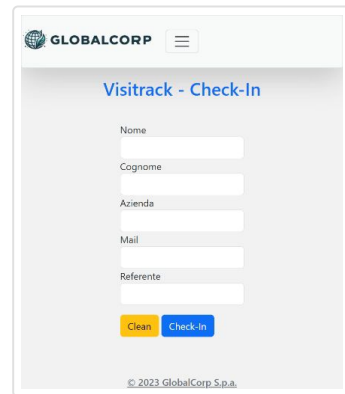 GLOBALCORP
Visitrack - Check-In
Nome
Cognome
Azienda
Mail
Referente
Clean Check-In
© 2023 GlobalCorp S.p.a.